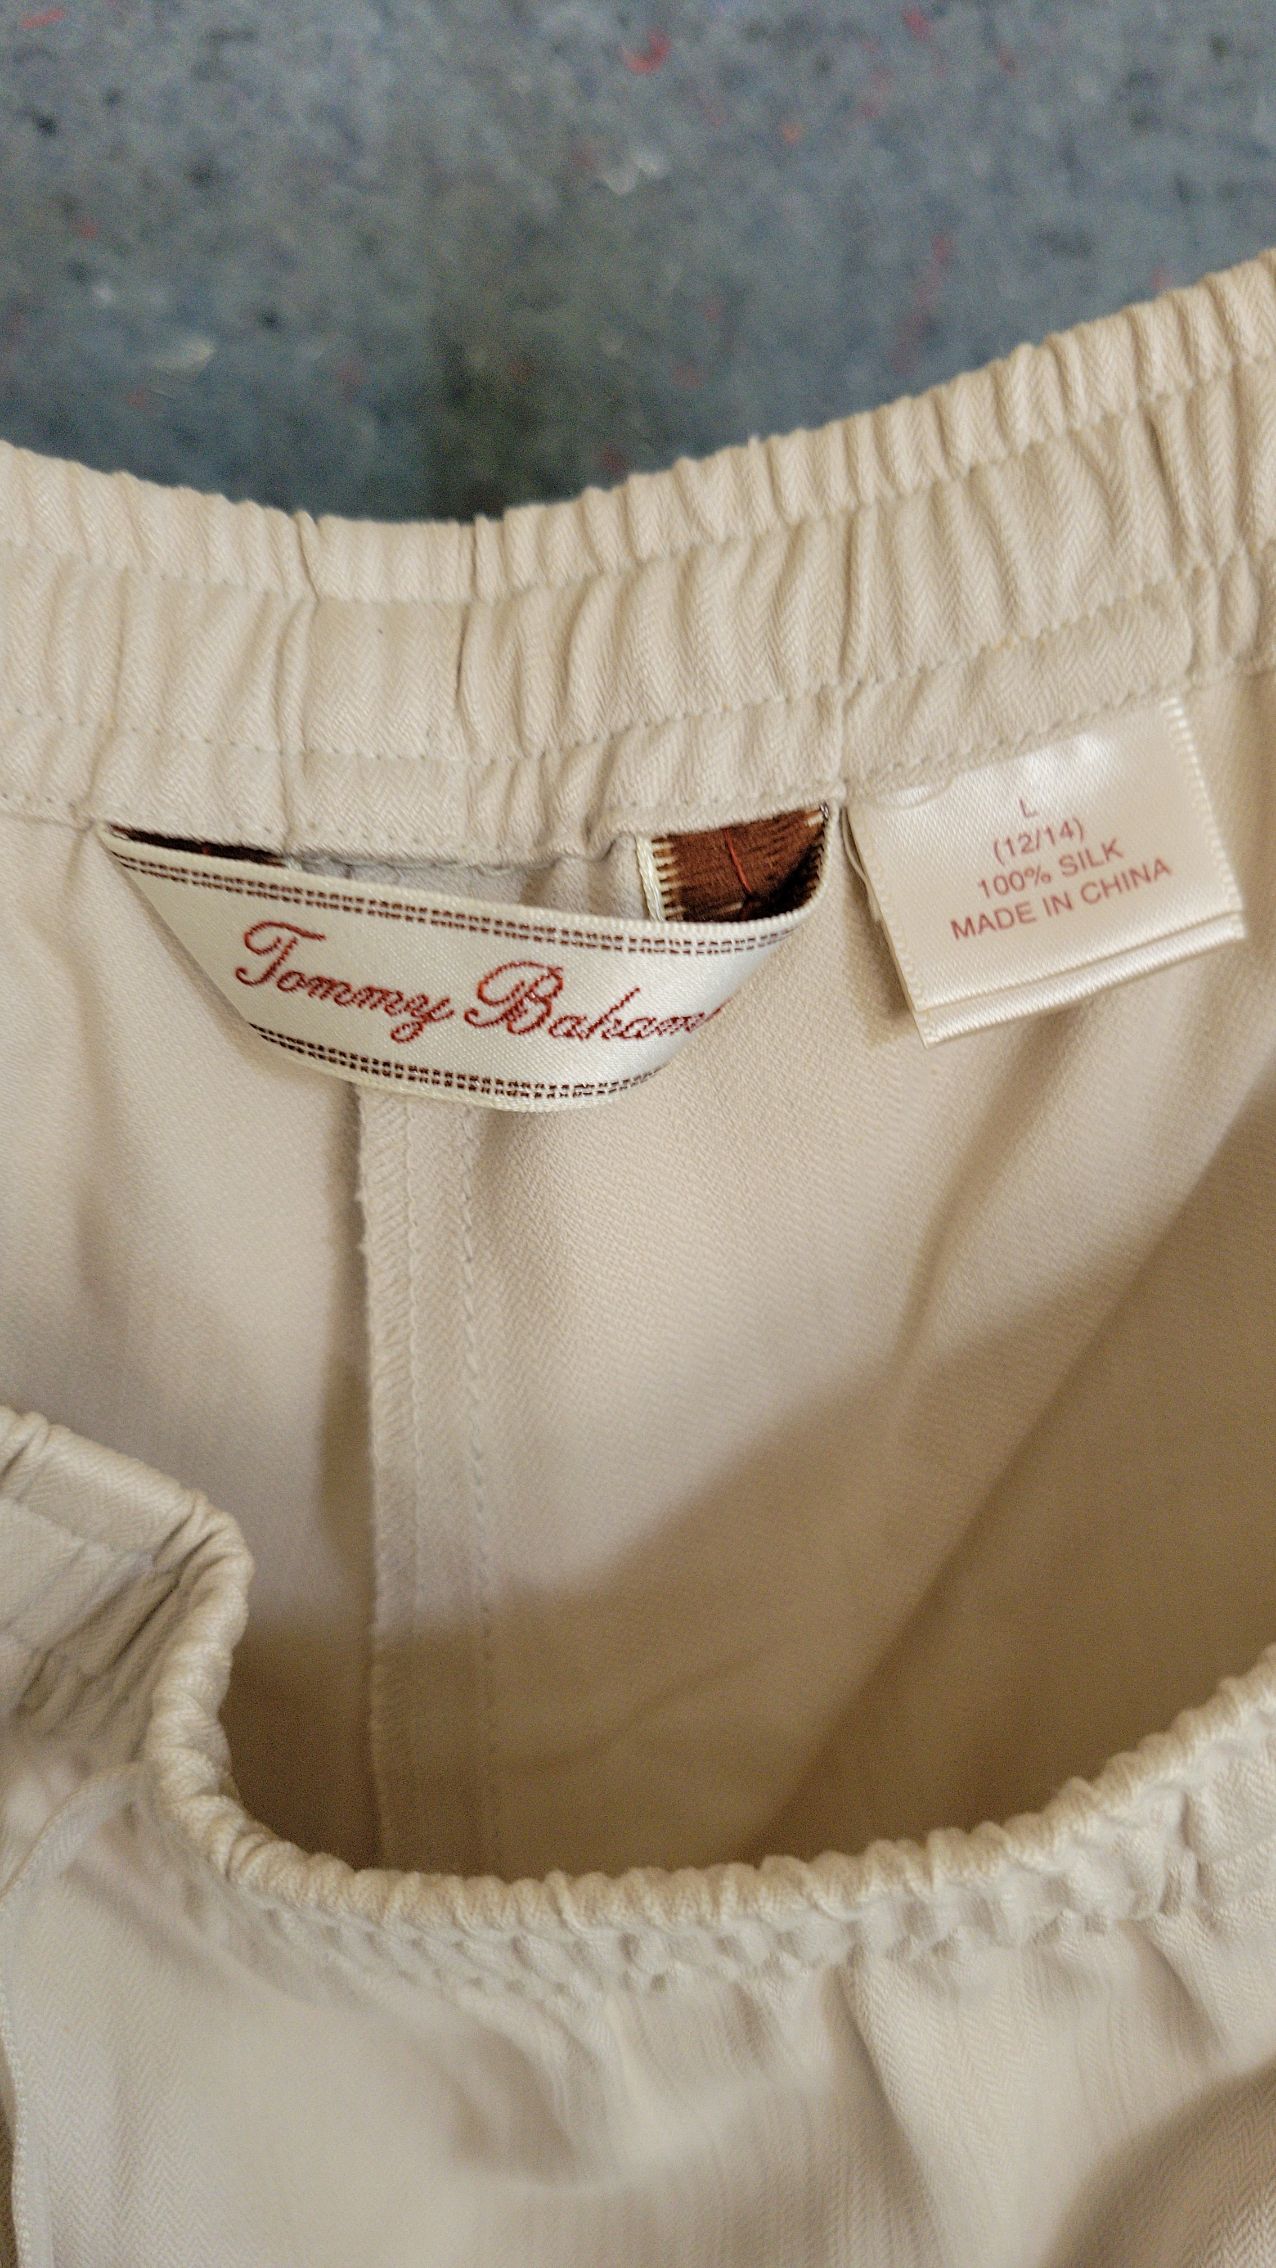 Tommy Baham
L
(12/14)
100% SILK
MADE IN CHINA